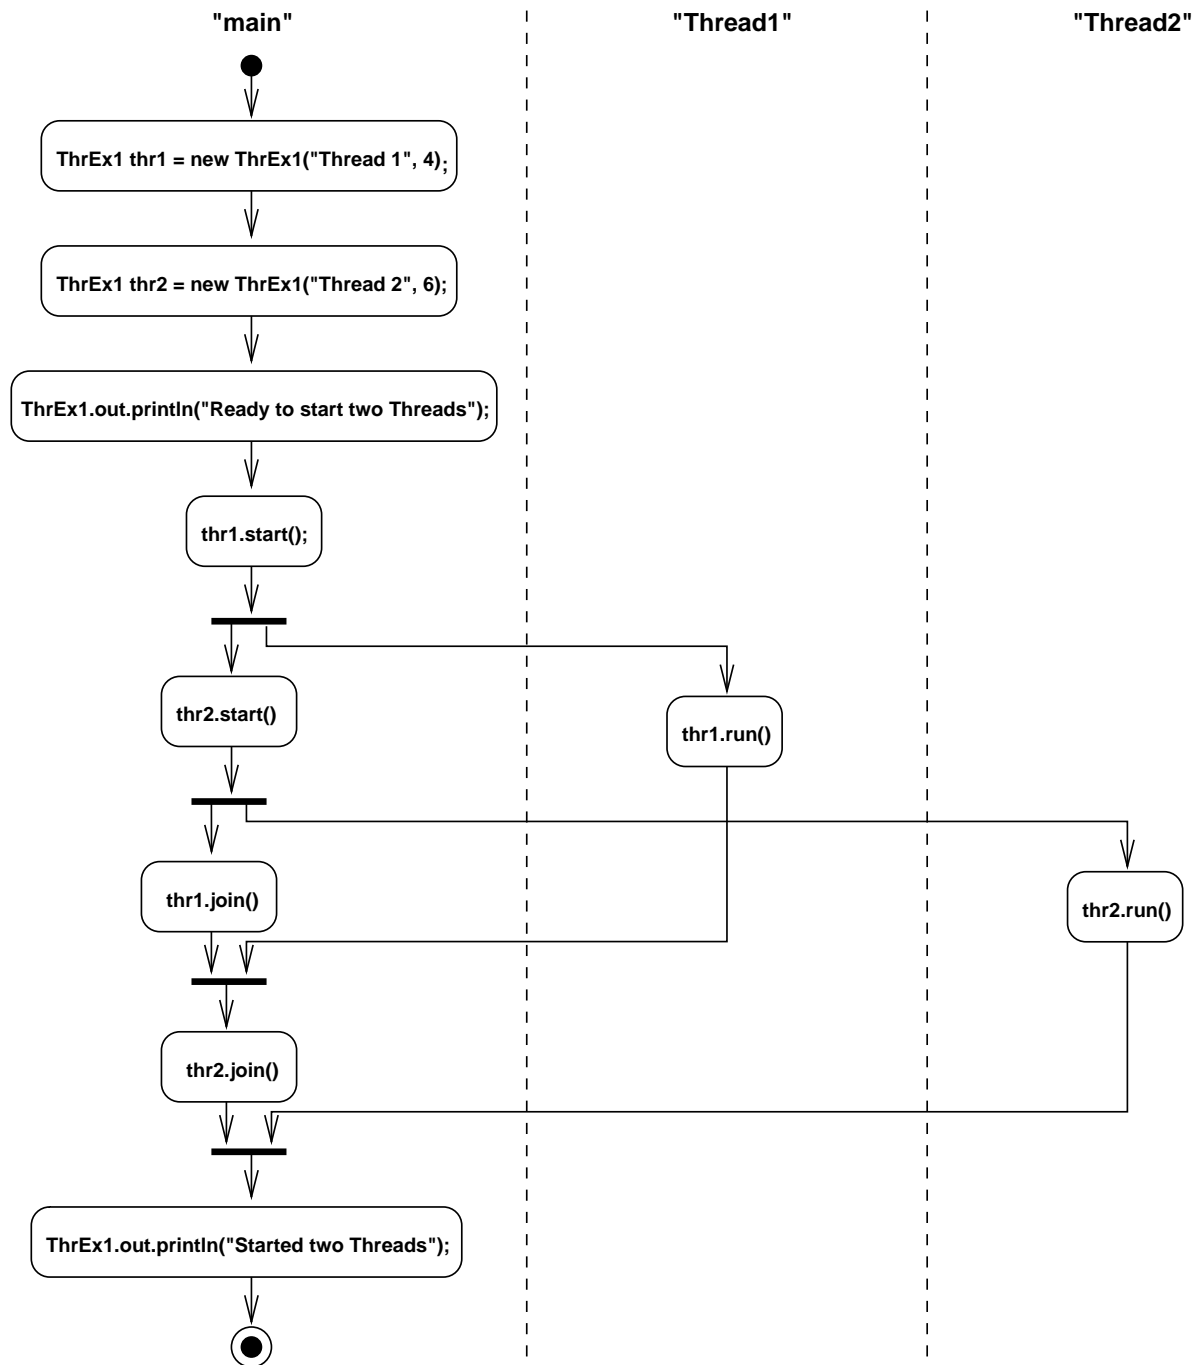 "main"
"Thread1"
"Thread2"
ThrEx1 thr1 = new ThrEx1("Thread 1", 4);
ThrEx1 thr2 = new ThrEx1("Thread 2", 6);
ThrEx1.out.println("Ready to start two Threads");
thr1.start();
thr2.start()
thr1.run()
thr1.join()
thr2.run()
thr2.join()
ThrEx1.out.println("Started two Threads");